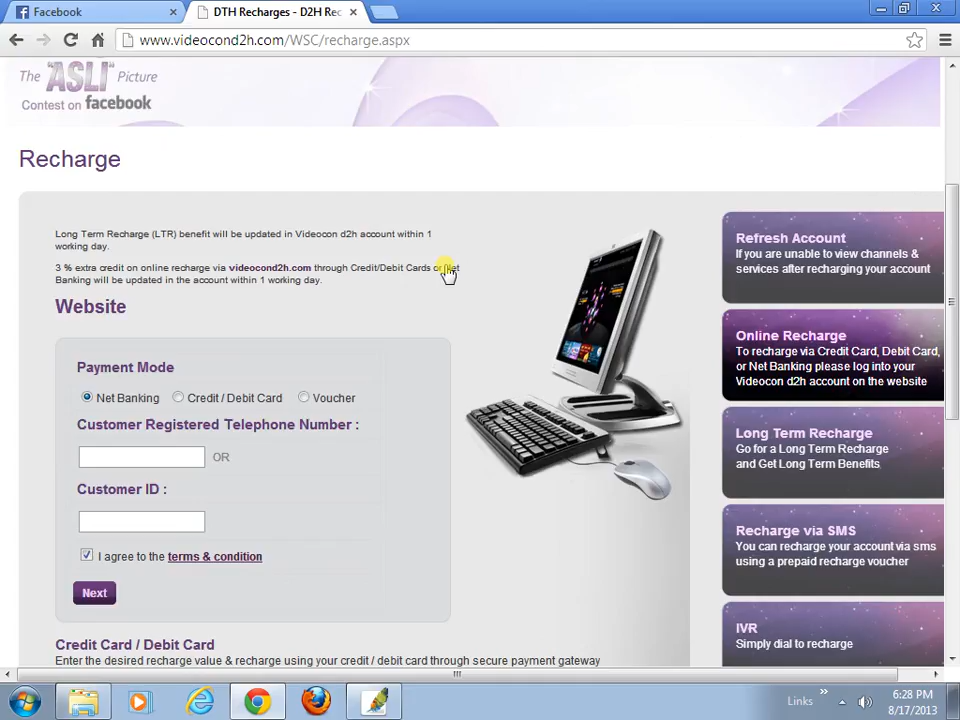 Facebook
DTH Recharges - D2H Rec
www.videocond2h.com/WSC/recharge.aspx
The "ASLI" Picture
Contest on facebook
Recharge
Long Term Recharge (LTR) benefit will be updated in Videocon d2h account within 1
working day.
3 % extra credit on online recharge via videocond2h.com through Credit/Debit Cards or Net
Banking will be updated in the account within 1 working day.
Website
Payment Mode
Net Banking Credit / Debit Card Voucher
Customer Registered Telephone Number :
OR
Customer ID :
I agree to the terms & condition
Next
Credit Card / Debit Card
Enter the desired recharge value & recharge using your credit / debit card through secure payment gateway
Refresh Account
If you are unable to view channels &
services after recharging your account
Online Recharge
To recharge via Credit Card, Debit Card,
or Net Banking please log into your
Videocon d2h account on the website
Long Term Recharge
Go for a Long Term Recharge
and Get Long Term Benefits
Recharge via SMS
You can recharge your account via sms
using a prepaid recharge voucher
IVR
Simply dial to recharge
Links
6:28 PM
8/17/2013